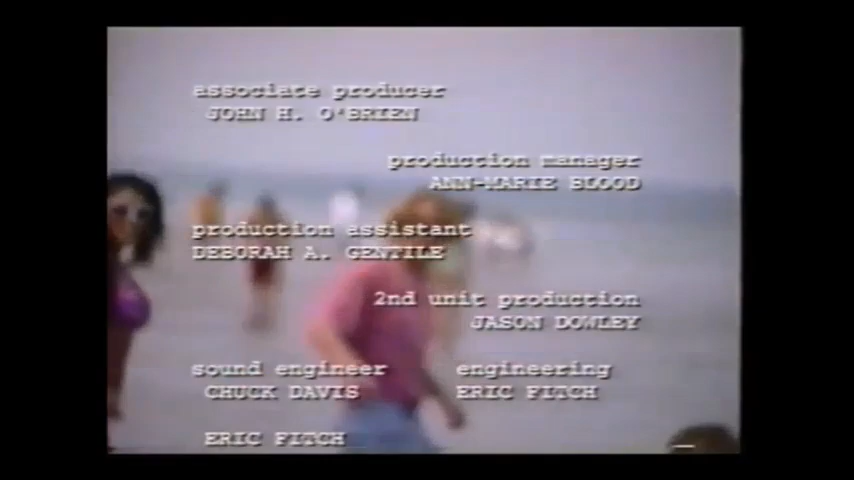 associate producer
JOHN H. O'BRIEN
production manager
ANN-MARIE BLOOD
production assistant
DEBORAH A. GENTILE
2nd unit production
JASON DOWLEY
sound engineer engineering
CHUCK DAVIS ERIC FITCH
ERIC FITCH